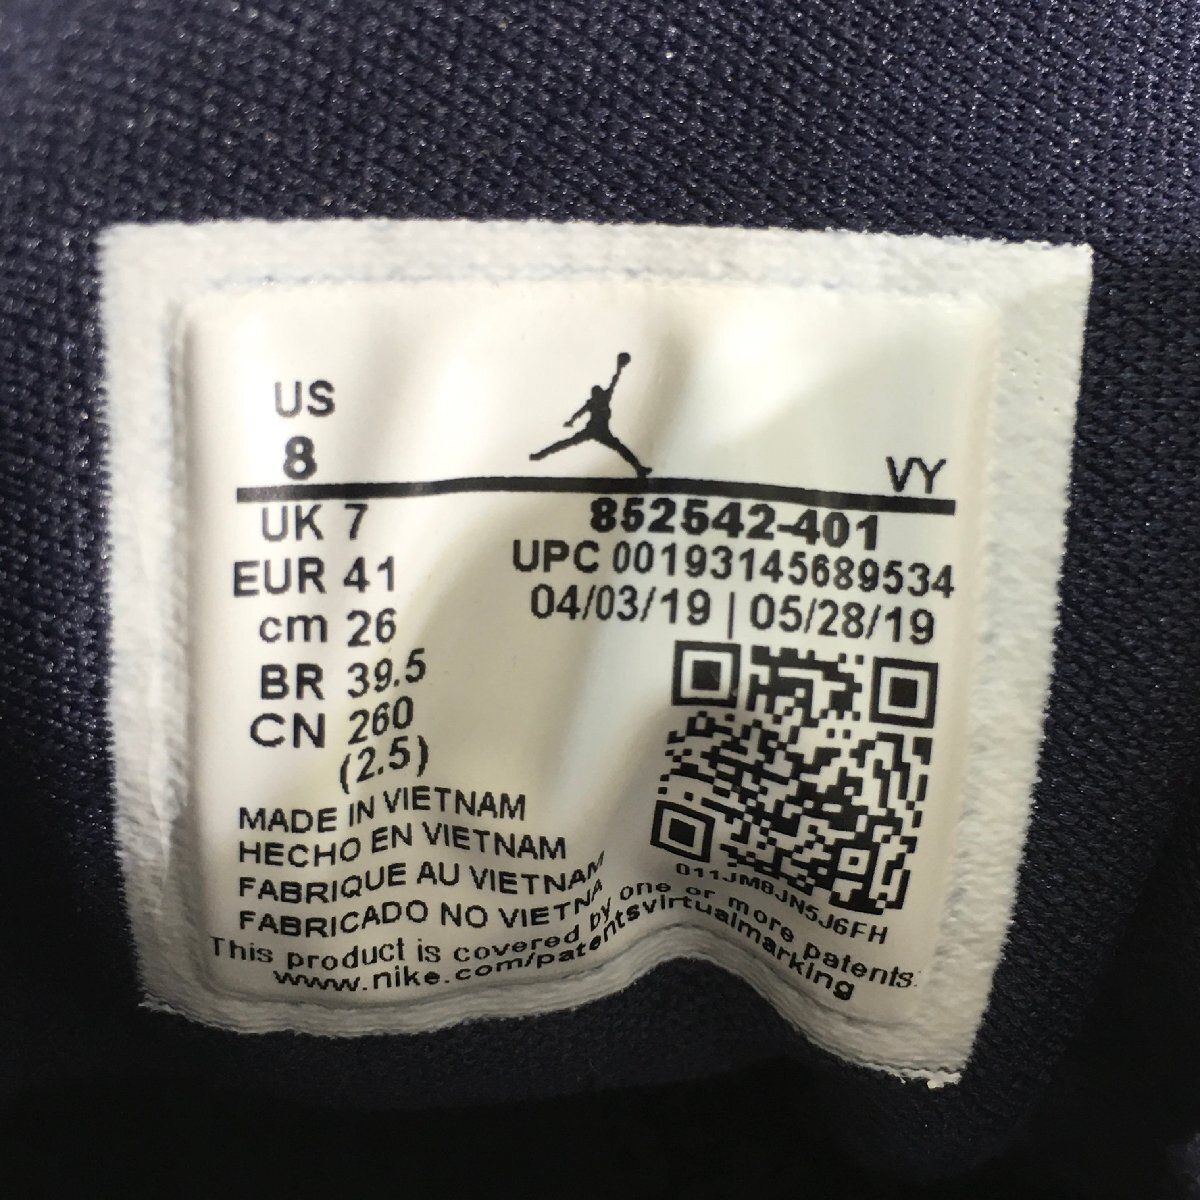 US
8
VY
UK 7
EUR 41
cm 26
BR 39.5
CN 260
(2.5)
852542-401
UPC 00193145689534
04/03/19 | 05/28/19
011JM8JN5J6FH
MADE IN VIETNAM
HECHO EN VIETNAM
FABRIQUE AU VIETNAM
FABRICADO NO VIETNA
This product is covered by one or more patents.
www.nike.com/patentsvirtualmarking